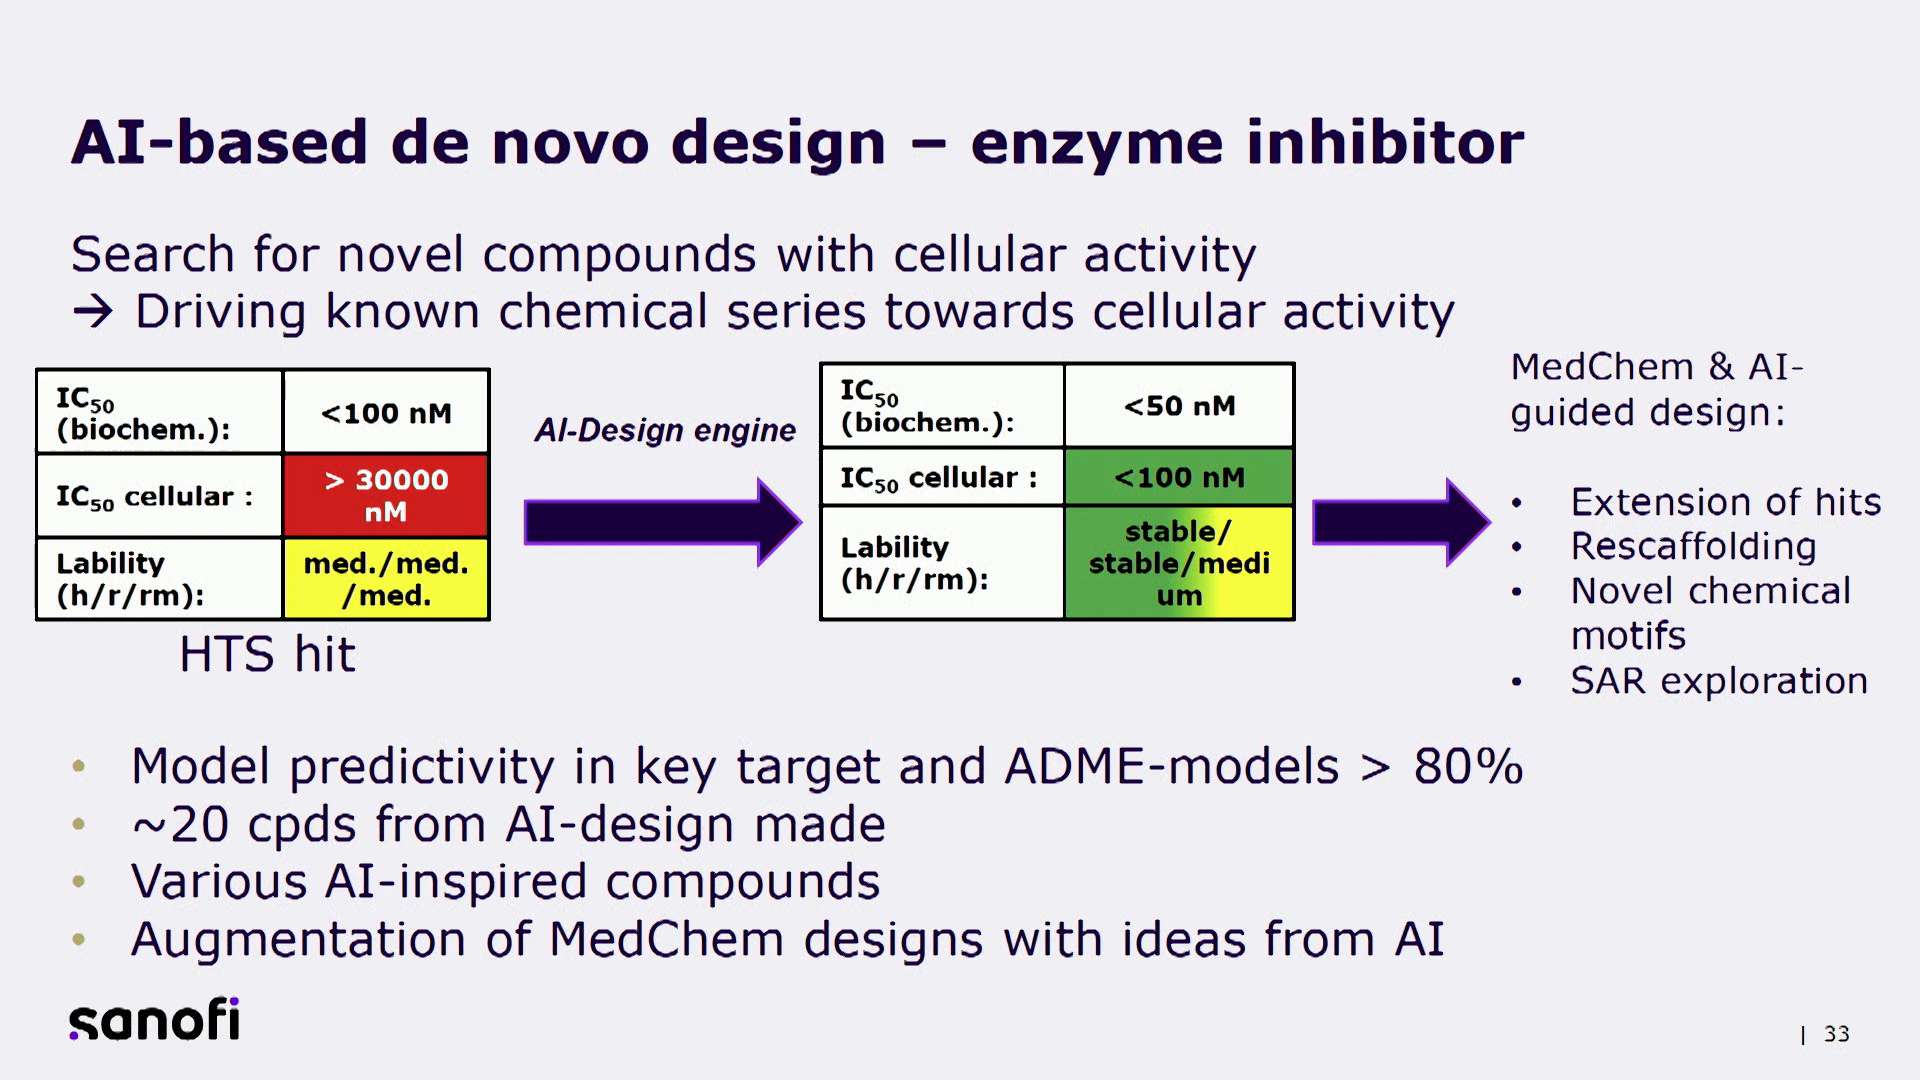 AI-based de novo design – enzyme inhibitor
Search for novel compounds with cellular activity
→ Driving known chemical series towards cellular activity
IC50
(biochem.):
<100 nM
IC50 cellular :
> 30000
nM
Lability
(h/r/rm):
med./med.
/med.
HTS hit
AI-Design engine
IC50
(biochem.):
<50 nM
IC50 cellular :
<100 nM
Lability
(h/r/rm):
stable/
stable/medi
um
MedChem & AI-
guided design:
• Extension of hits
• Rescaffolding
• Novel chemical
motifs
• SAR exploration
• Model predictivity in key target and ADME-models > 80%
• ~20 cpds from AI-design made
• Various AI-inspired compounds
• Augmentation of MedChem designs with ideas from AI
sanofi
| 33